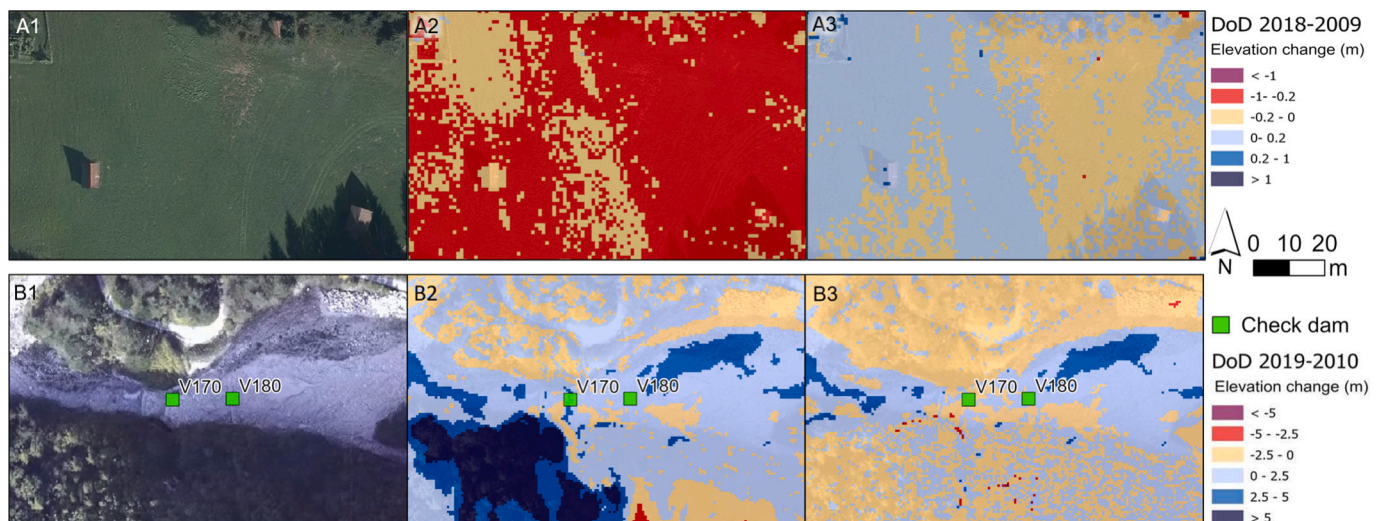 A1
A2
A3
DoD 2018-2009
Elevation change (m)
< -1
-1- -0.2
-0.2 - 0
0- 0.2
0.2 - 1
> 1
N
0 10 20
m
B1
V170
V180
B2
V170
V180
B3
V170
V180
Check dam
DoD 2019-2010
Elevation change (m)
< -5
-5 - -2.5
-2.5 - 0
0 - 2.5
2.5 - 5
> 5